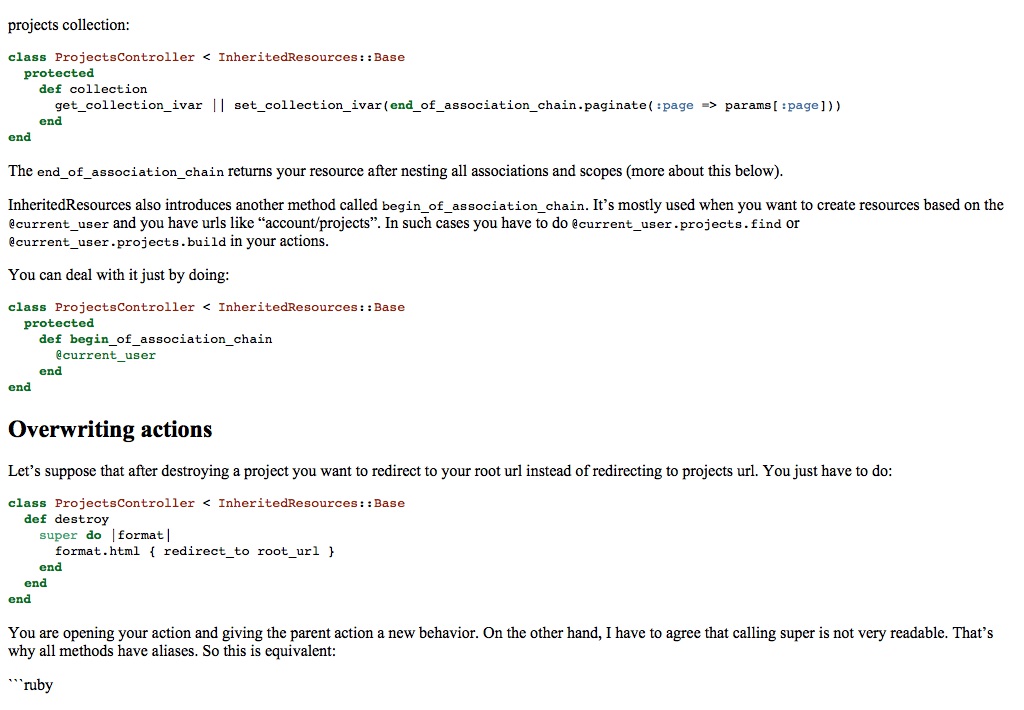 projects collection:
class ProjectsController < InheritedResources::Base
  protected
    def collection
      get_collection_ivar || set_collection_ivar(end_of_association_chain.paginate(:page => params[:page]))
    end
end
The end_of_association_chain returns your resource after nesting all associations and scopes (more about this below).
InheritedResources also introduces another method called begin_of_association_chain. It’s mostly used when you want to create resources based on the
@current_user and you have urls like “account/projects”. In such cases you have to do @current_user.projects.find or
@current_user.projects.build in your actions.
You can deal with it just by doing:
class ProjectsController < InheritedResources::Base
  protected
    def begin_of_association_chain
      @current_user
    end
end
Overwriting actions
Let’s suppose that after destroying a project you want to redirect to your root url instead of redirecting to projects url. You just have to do:
class ProjectsController < InheritedResources::Base
  def destroy
    super do |format|
      format.html { redirect_to root_url }
    end
  end
end
You are opening your action and giving the parent action a new behavior. On the other hand, I have to agree that calling super is not very readable. That’s
why all methods have aliases. So this is equivalent:
```ruby